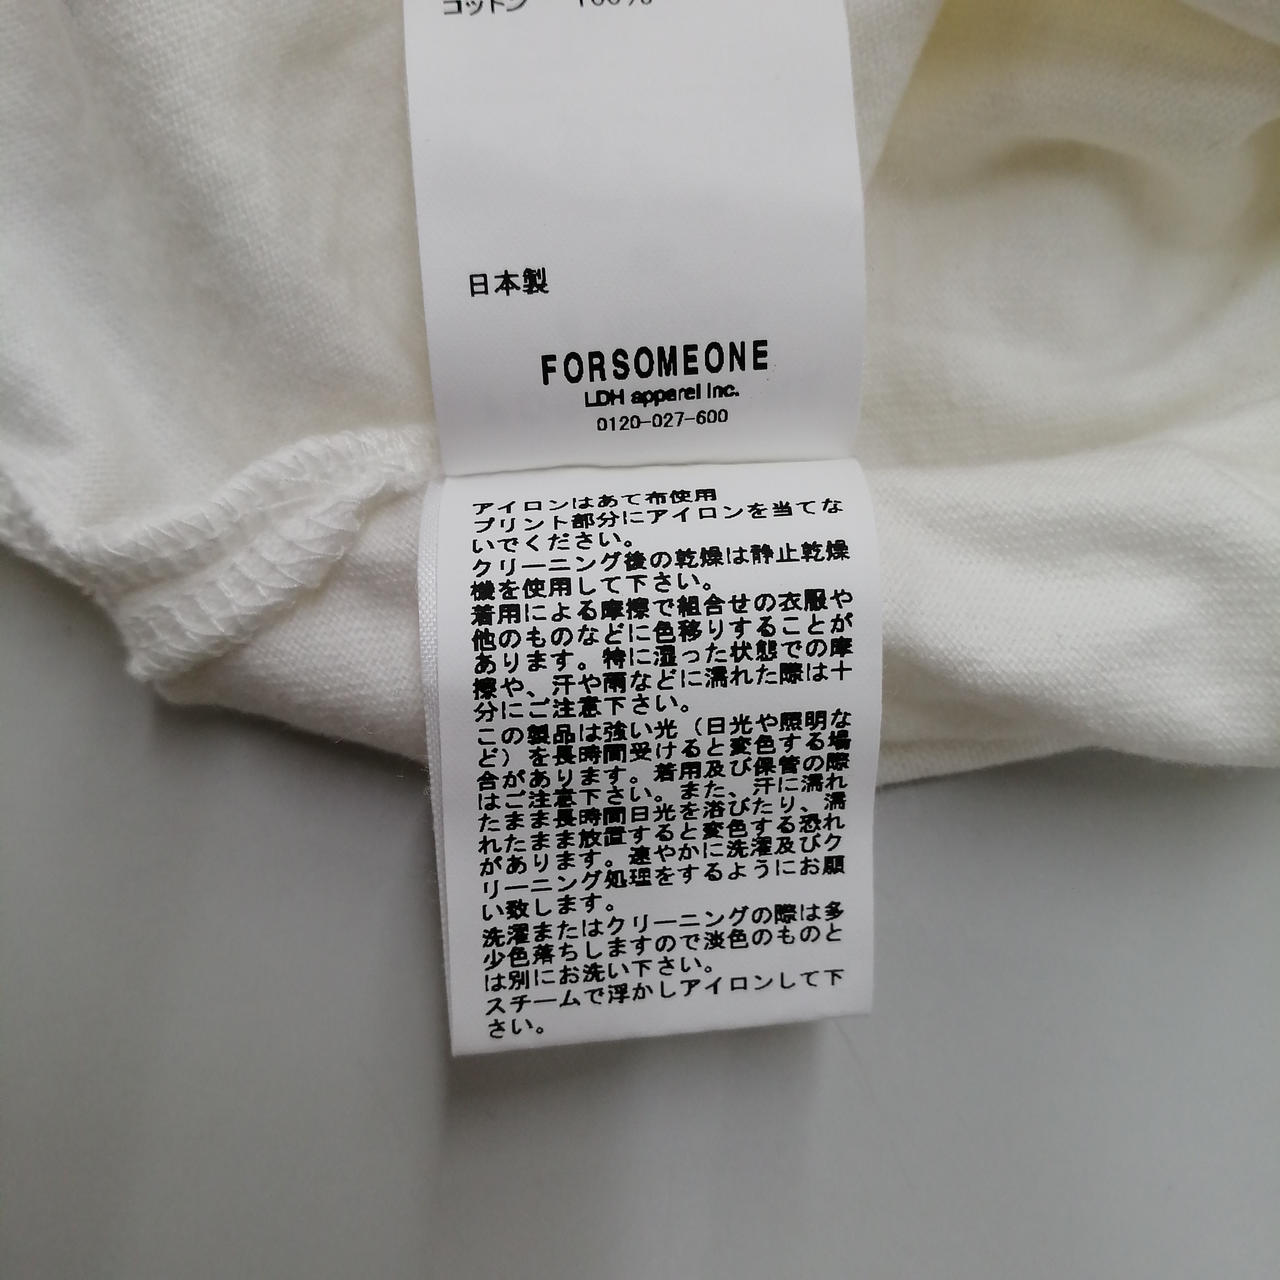 コットン 100%
日本製
FORSOMEONE
LDH apparel Inc.
0120-027-600
アイロンはあて布使用
プリント部分にアイロンを当てな
いでください。
クリーニング後の乾燥は静止乾燥
機を使用して下さい。
着用による摩擦で組合せの衣服や
他のものなどに色移りすることが
あります。特に湿った状態での摩
擦や、汗や雨などに濡れた際は十
分にご注意下さい。
この製品は強い光（日光や照明な
ど）を長時間受けると変色する場
合があります。着用及び保管の際
はご注意下さい。また、汗に濡れ
たまま長時間日光を浴びたり、濡
れたまま放置すると変色する恐れ
があります。速やかに洗濯及びク
リーニング処理をするようにお願
い致します。
洗濯またはクリーニングの際は多
少色落ちしますので淡色のものと
は別にお洗い下さい。
スチームで浮かしアイロンして下
さい。